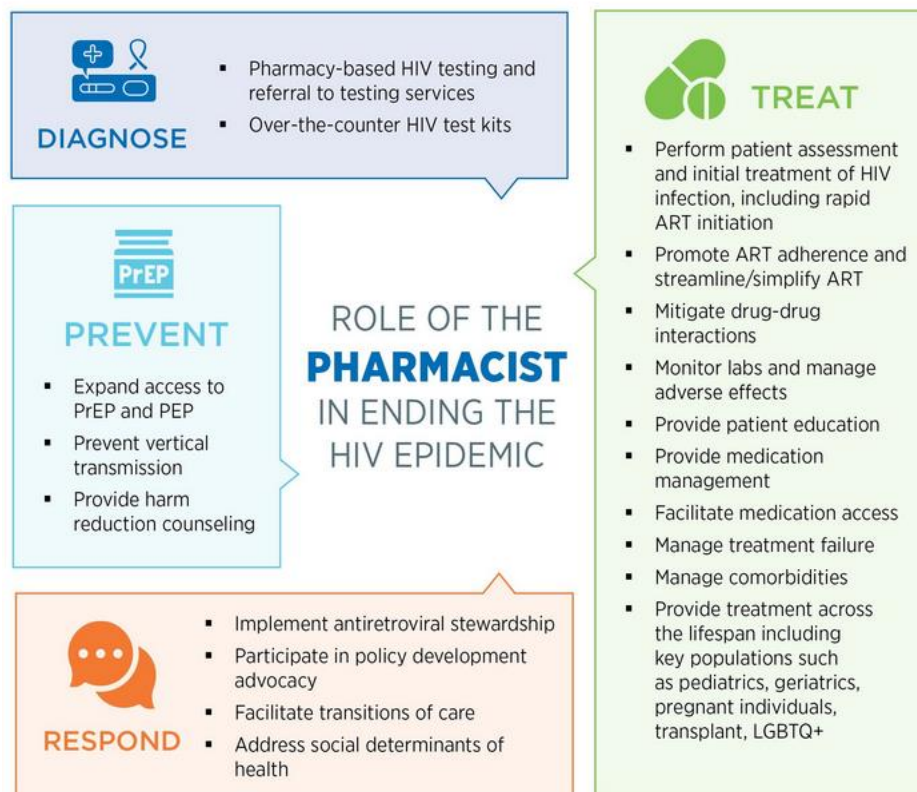 DIAGNOSE
▪ Pharmacy-based HIV testing and
referral to testing services
▪ Over-the-counter HIV test kits
PrEP
PREVENT
▪ Expand access to
PrEP and PEP
▪ Prevent vertical
transmission
▪ Provide harm
reduction counseling
ROLE OF THE
PHARMACIST
IN ENDING THE
HIV EPIDEMIC
TREAT
▪ Perform patient assessment
and initial treatment of HIV
infection, including rapid
ART initiation
▪ Promote ART adherence and
streamline/simplify ART
▪ Mitigate drug-drug
interactions
▪ Monitor labs and manage
adverse effects
▪ Provide patient education
▪ Provide medication
management
▪ Facilitate medication access
▪ Manage treatment failure
▪ Manage comorbidities
▪ Provide treatment across
the lifespan including
key populations such
as pediatrics, geriatrics,
pregnant individuals,
transplant, LGBTQ+
RESPOND
▪ Implement antiretroviral stewardship
▪ Participate in policy development
advocacy
▪ Facilitate transitions of care
▪ Address social determinants of
health